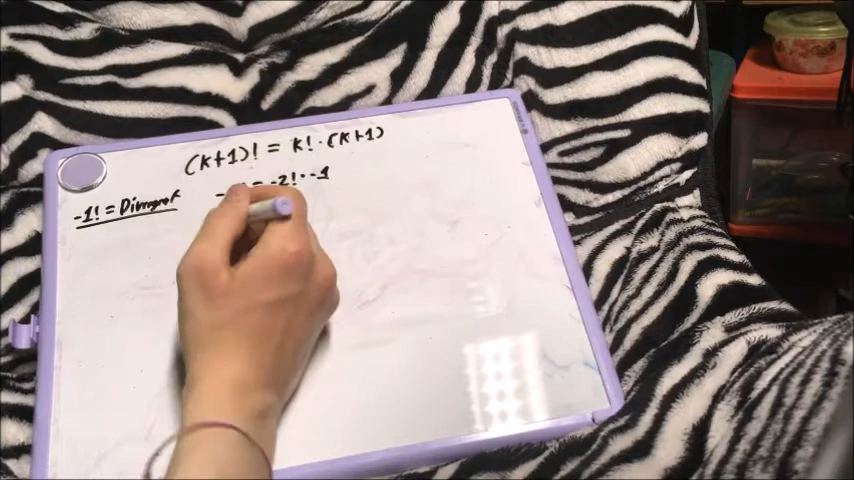 (k+1)! = k! · (k+1)
= -2! · -1
-1! =